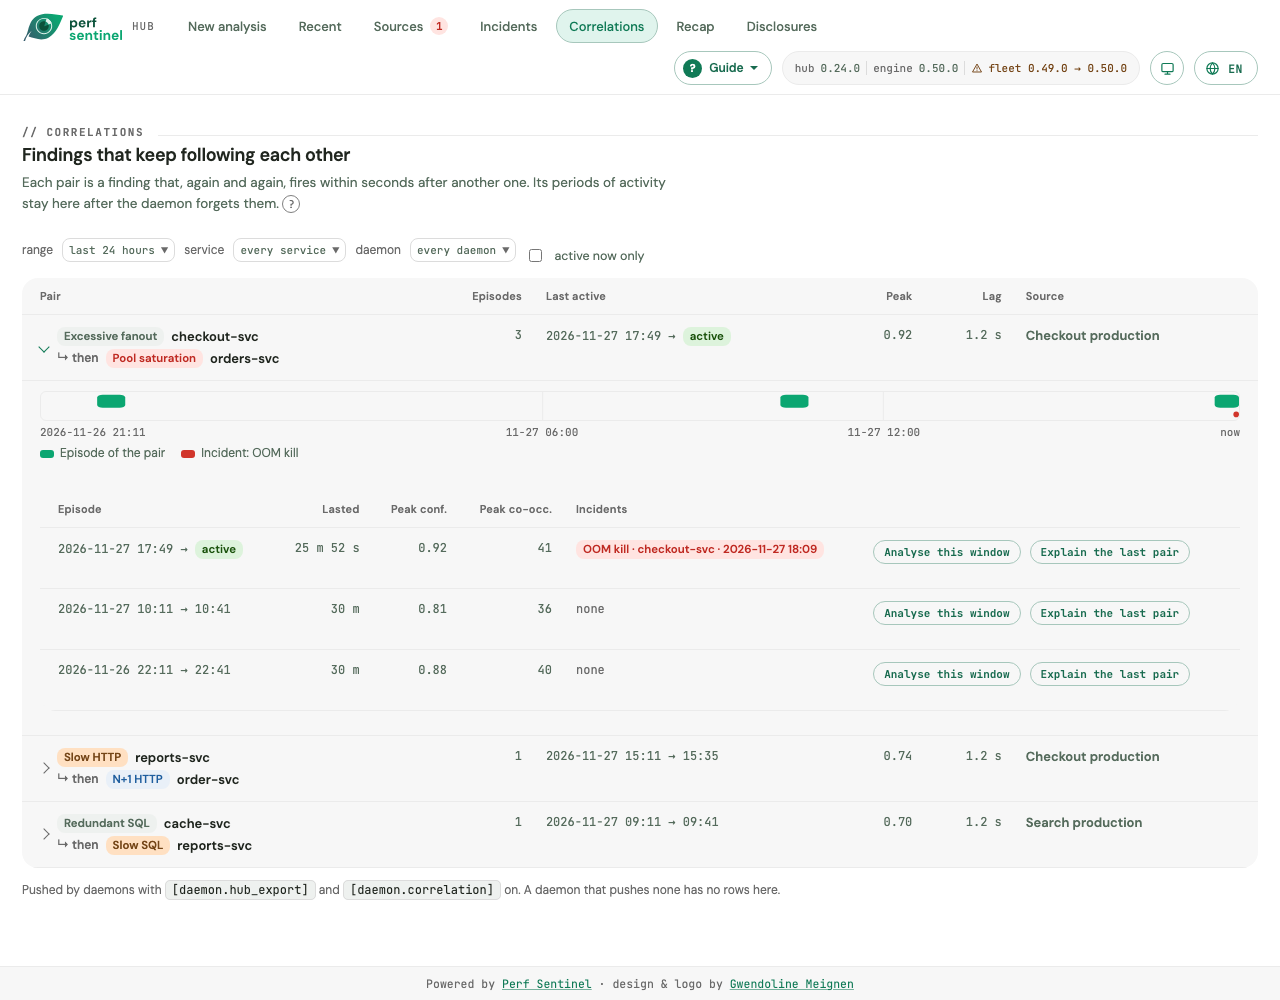 perf sentinel HUB
New analysis Recent Sources 1 Incidents Correlations Recap Disclosures
? Guide hub 0.24.0 engine 0.50.0 fleet 0.49.0 → 0.50.0 EN
// CORRELATIONS
Findings that keep following each other
Each pair is a finding that, again and again, fires within seconds after another one. Its periods of activity
stay here after the daemon forgets them. ?
range last 24 hours ▼ service every service ▼ daemon every daemon ▼ active now only
Pair Episodes Last active Peak Lag Source
Excessive fanout checkout-svc 3 2026-11-27 17:49 → active 0.92 1.2 s Checkout production
↳ then Pool saturation orders-svc
2026-11-26 21:11 11-27 06:00 11-27 12:00 now
Episode of the pair Incident: OOM kill
Episode Lasted Peak conf. Peak co-occ. Incidents
2026-11-27 17:49 → active 25 m 52 s 0.92 41 OOM kill · checkout-svc · 2026-11-27 18:09 Analyse this window Explain the last pair
2026-11-27 10:11 → 10:41 30 m 0.81 36 none Analyse this window Explain the last pair
2026-11-26 22:11 → 22:41 30 m 0.88 40 none Analyse this window Explain the last pair
Slow HTTP reports-svc 1 2026-11-27 15:11 → 15:35 0.74 1.2 s Checkout production
↳ then N+1 HTTP order-svc
Redundant SQL cache-svc 1 2026-11-27 09:11 → 09:41 0.70 1.2 s Search production
↳ then Slow SQL reports-svc
Pushed by daemons with [daemon.hub_export] and [daemon.correlation] on. A daemon that pushes none has no rows here.
Powered by Perf Sentinel · design & logo by Gwendoline Meignen